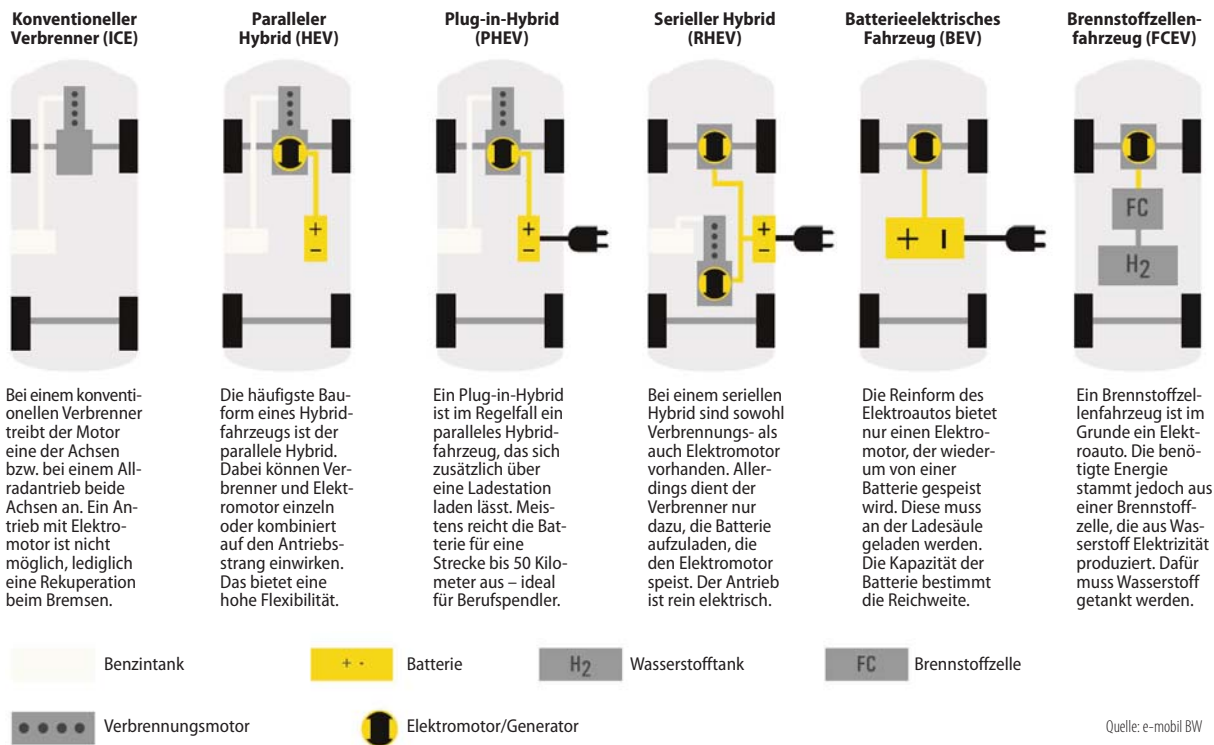 Konventioneller
Verbrenner (ICE)
Paralleler
Hybrid (HEV)
Plug-in-Hybrid
(PHEV)
Serieller Hybrid
(RHEV)
Batterieelektrisches
Fahrzeug (BEV)
Brennstoffzellen-
fahrzeug (FCEV)
+
−
+
−
+
−
+ −
FC
H2
Bei einem konventi-
onellen Verbrenner
treibt der Motor
eine der Achsen
bzw. bei einem All-
radantrieb beide
Achsen an. Ein An-
trieb mit Elektro-
motor ist nicht
möglich, lediglich
eine Rekuperation
beim Bremsen.
Die häufigste Bau-
form eines Hybrid-
fahrzeugs ist der
parallele Hybrid.
Dabei können Ver-
brenner und Elekt-
romotor einzeln
oder kombiniert
auf den Antriebs-
strang einwirken.
Das bietet eine
hohe Flexibilität.
Ein Plug-in-Hybrid
ist im Regelfall ein
paralleles Hybrid-
fahrzeug, das sich
zusätzlich über
eine Ladestation
laden lässt. Meis-
tens reicht die Bat-
terie für eine
Strecke bis 50 Kilo-
meter aus – ideal
für Berufspendler.
Bei einem seriellen
Hybrid sind sowohl
Verbrennungs- als
auch Elektromotor
vorhanden. Aller-
dings dient der
Verbrenner nur
dazu, die Batterie
aufzuladen, die
den Elektromotor
speist. Der Antrieb
ist rein elektrisch.
Die Reinform des
Elektroautos bietet
nur einen Elektro-
motor, der wieder-
um von einer
Batterie gespeist
wird. Diese muss
an der Ladesäule
geladen werden.
Die Kapazität der
Batterie bestimmt
die Reichweite.
Ein Brennstoffzel-
lenfahrzeug ist im
Grunde ein Elekt-
roauto. Die benö-
tigte Energie
stammt jedoch aus
einer Brennstoff-
zelle, die aus Was-
serstoff Elektrizität
produziert. Dafür
muss Wasserstoff
getankt werden.
Benzintank
+ - Batterie
H2 Wasserstofftank
FC Brennstoffzelle
Verbrennungsmotor
Elektromotor/Generator
Quelle: e-mobil BW